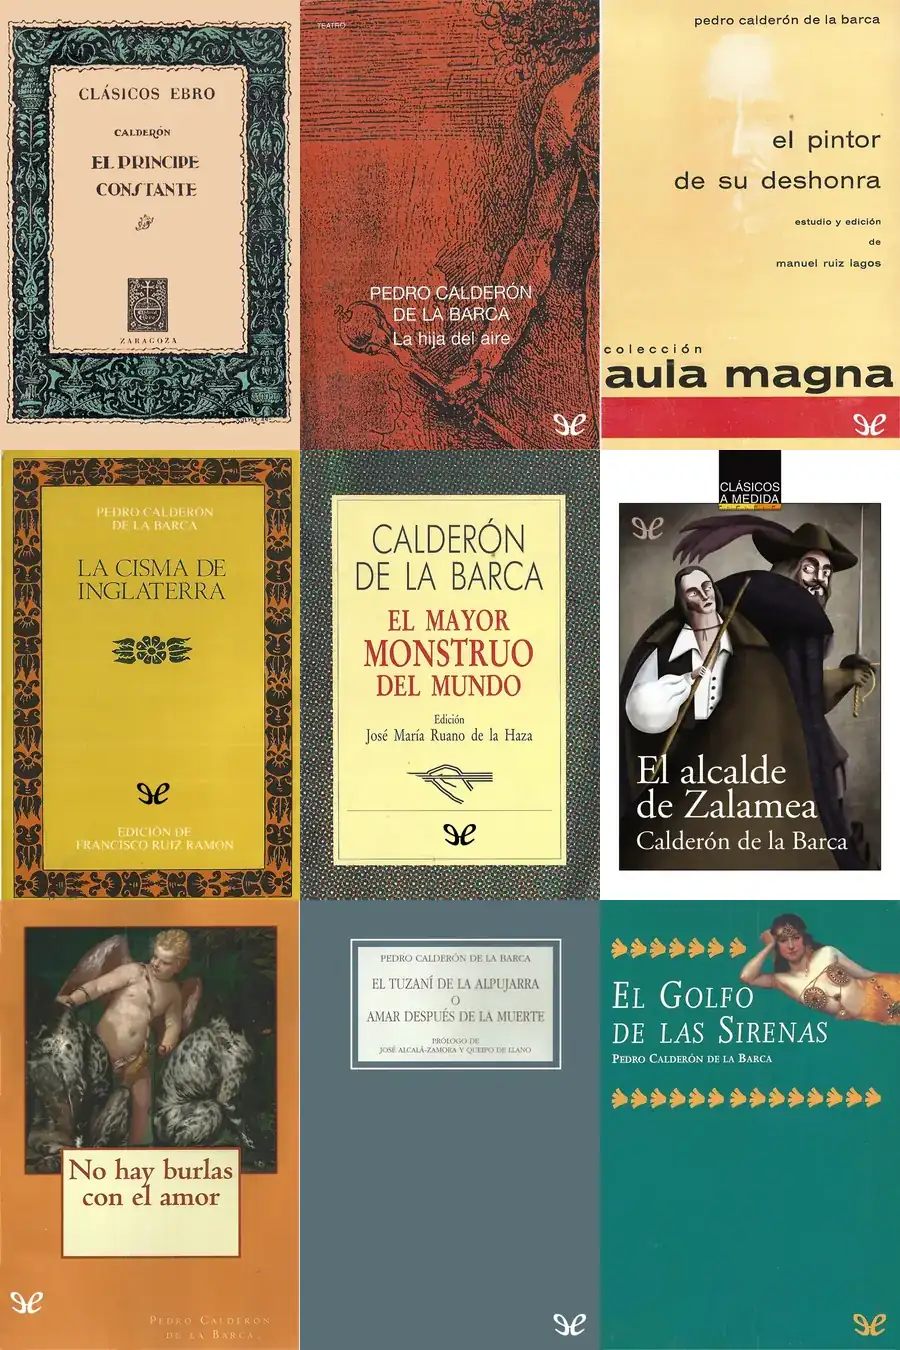 CLÁSICOS EBRO
CALDERÓN
EL PRINCIPE
CONSTANTE
ZARAGOZA
TEATRO
PEDRO CALDERÓN
DE LA BARCA
La hija del aire
pedro calderón de la barca
el pintor
de su deshonra
estudio y edición
de
manuel ruiz lagos
colección
aula magna
PEDRO CALDERÓN
DE LA BARCA
LA CISMA DE
INGLATERRA
EDICIÓN DE
FRANCISCO RUIZ RAMON
CALDERÓN
DE LA BARCA
EL MAYOR
MONSTRUO
DEL MUNDO
Edición
José María Ruano de la Haza
CLÁSICOS
A MEDIDA
El alcalde
de Zalamea
Calderón de la Barca
No hay burlas
con el amor
PEDRO CALDERÓN
DE LA BARCA.
PEDRO CALDERÓN DE LA BARCA
EL TUZANÍ DE LA ALPUJARRA
O
AMAR DESPUÉS DE LA MUERTE
PRÓLOGO DE
JOSÉ ALCALÁ-ZAMORA Y QUEIPO DE LLANO
EL GOLFO
DE LAS SIRENAS
PEDRO CALDERÓN DE LA BARCA